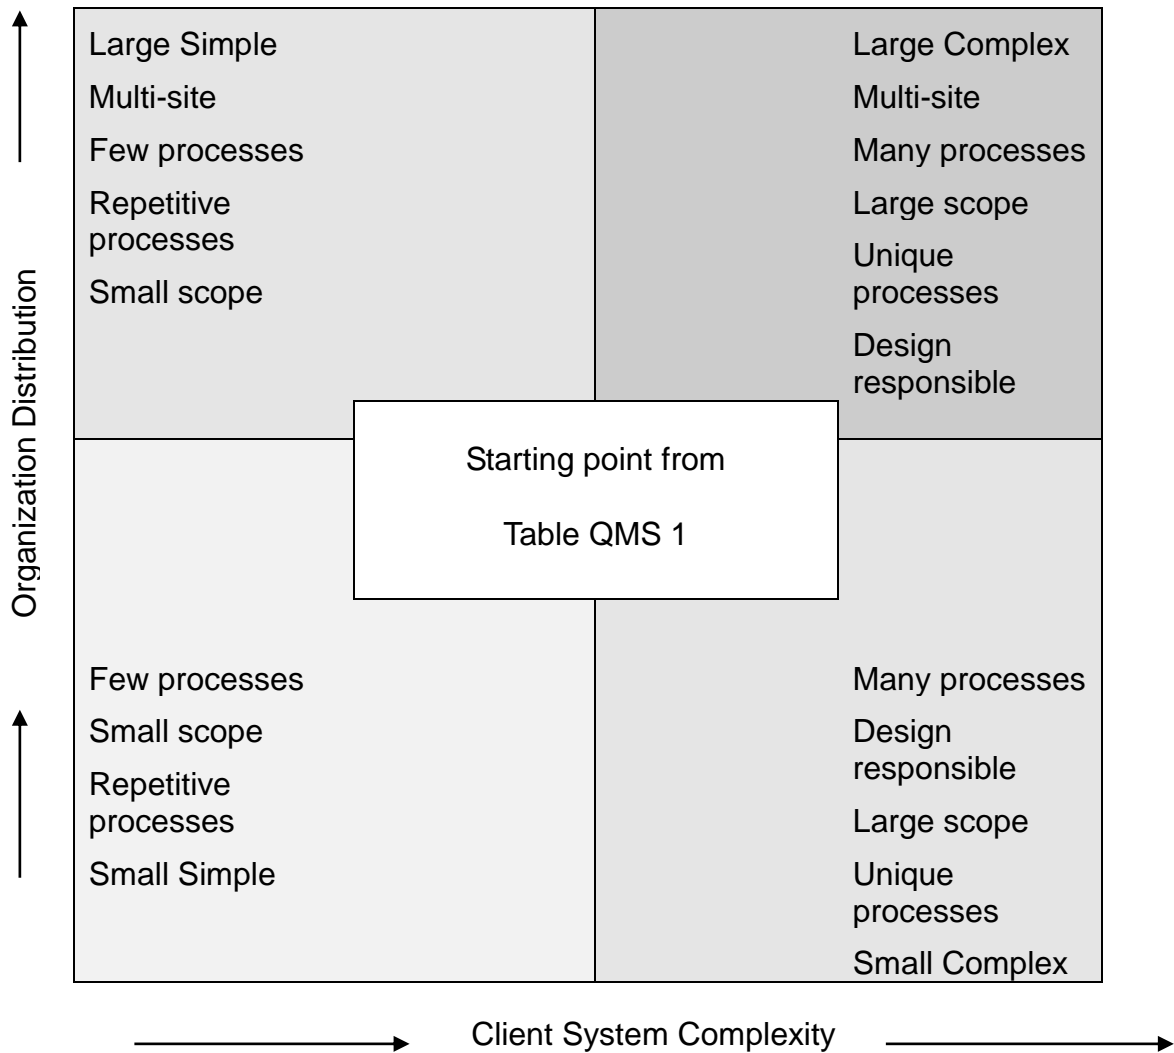 Large Simple
Multi-site
Few processes
Repetitive
processes
Small scope
Large Complex
Multi-site
Many processes
Large scope
Unique
processes
Design
responsible
Organization Distribution
Starting point from
Table QMS 1
Few processes
Small scope
Repetitive
processes
Small Simple
Many processes
Design
responsible
Large scope
Unique
processes
Small Complex
Client System Complexity